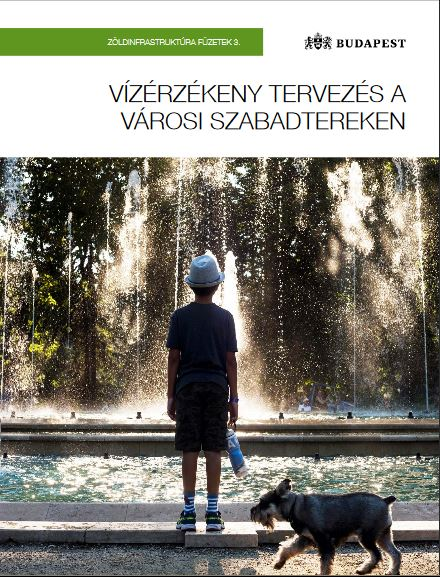 ZÖLDINFRASTRUKTÚRA FÜZETEK 3.
BUDAPEST
VÍZÉRZÉKENY TERVEZÉS A
VÁROSI SZABADTEREKEN